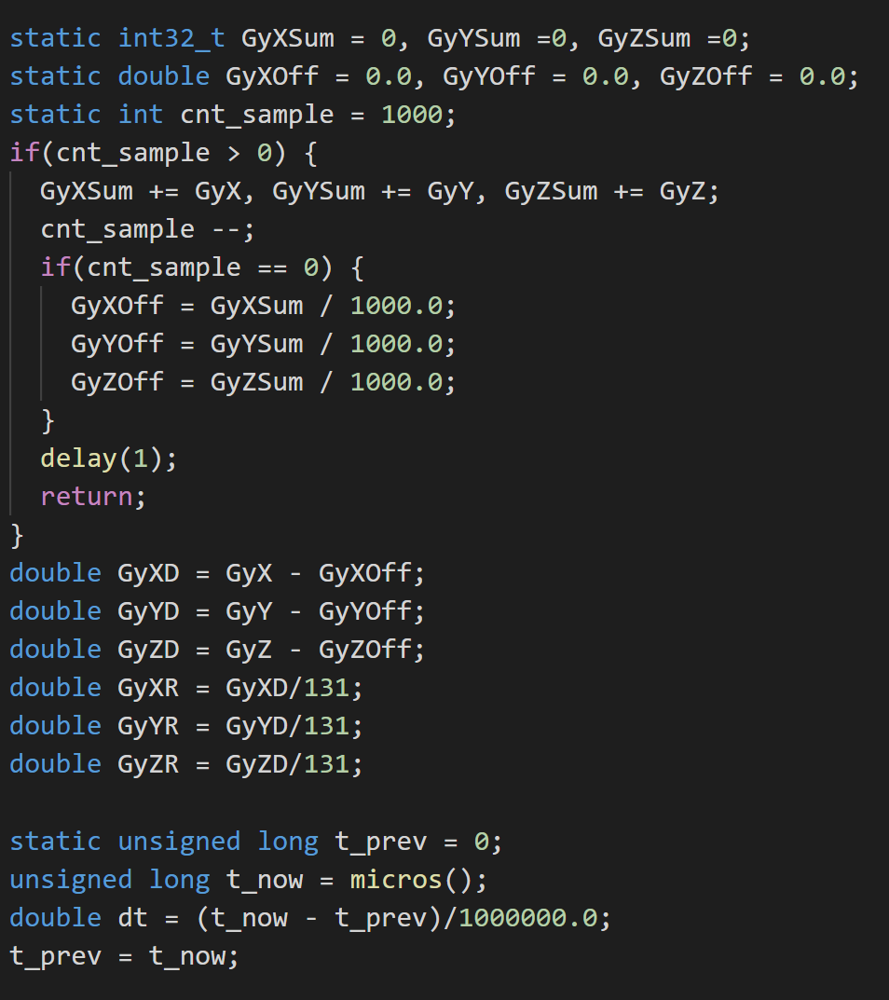 static int32_t GyXSum = 0, GyYSum =0, GyZSum =0;
static double GyXOff = 0.0, GyYOff = 0.0, GyZOff = 0.0;
static int cnt_sample = 1000;
if(cnt_sample > 0) {
  GyXSum += GyX, GyYSum += GyY, GyZSum += GyZ;
  cnt_sample --;
  if(cnt_sample == 0) {
    GyXOff = GyXSum / 1000.0;
    GyYOff = GyYSum / 1000.0;
    GyZOff = GyZSum / 1000.0;
  }
  delay(1);
  return;
}
double GyXD = GyX - GyXOff;
double GyYD = GyY - GyYOff;
double GyZD = GyZ - GyZOff;
double GyXR = GyXD/131;
double GyYR = GyYD/131;
double GyZR = GyZD/131;

static unsigned long t_prev = 0;
unsigned long t_now = micros();
double dt = (t_now - t_prev)/1000000.0;
t_prev = t_now;